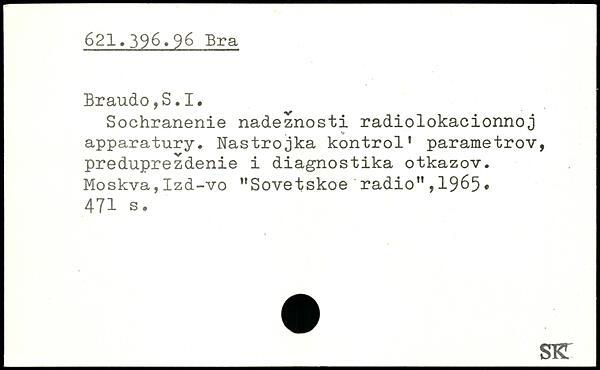 621.396.96 Bra
Braudo,S.I.
Sochranenie nadežnosti radiolokacionnoj
apparatury. Nastrojka kontrol' parametrov,
predupreždenie i diagnostika otkazov.
Moskva,Izd-vo "Sovetskoe radio",1965.
471 s.
SK